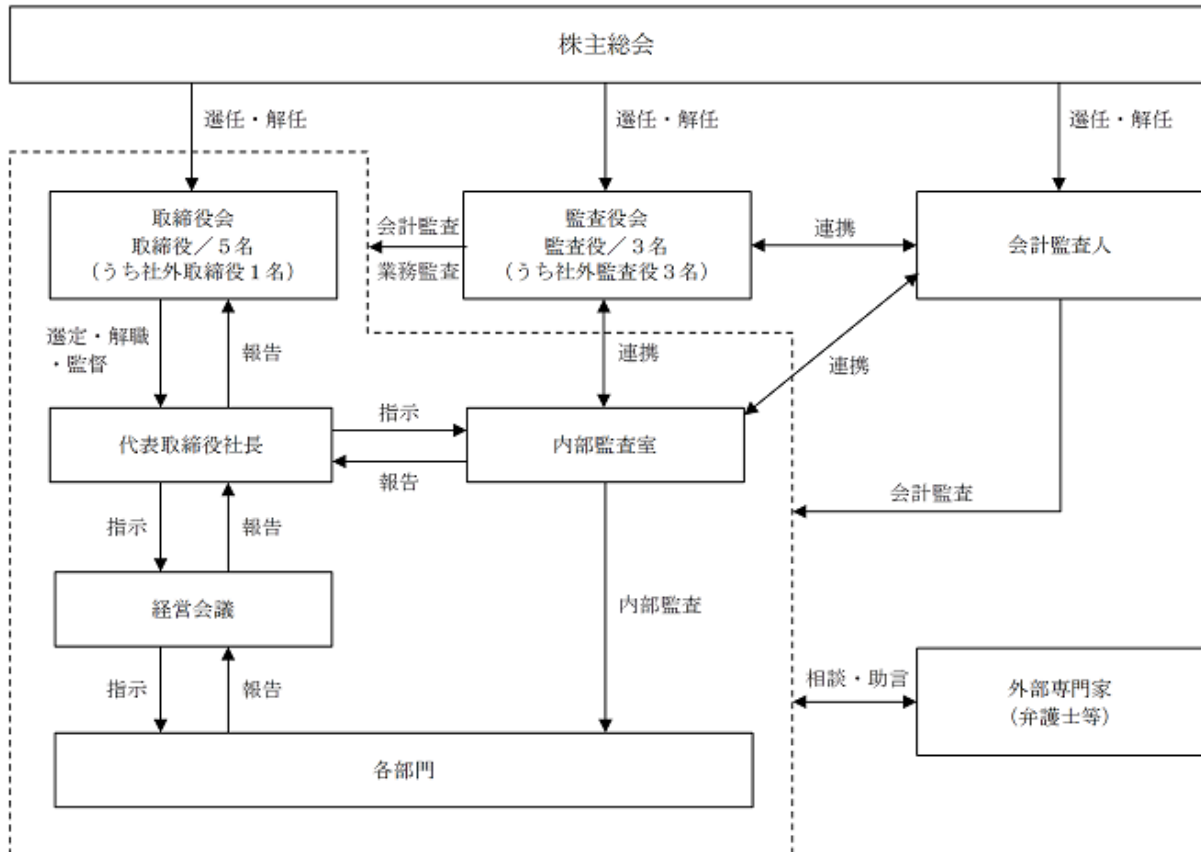 株主総会
選任・解任
選任・解任
選任・解任
取締役会
取締役／５名
（うち社外取締役１名）
会計監査
業務監査
監査役会
監査役／３名
（うち社外監査役３名）
連携
会計監査人
選定・解職
・監督
報告
連携
連携
代表取締役社長
指示
報告
内部監査室
会計監査
指示
報告
経営会議
内部監査
指示
報告
相談・助言
外部専門家
（弁護士等）
各部門